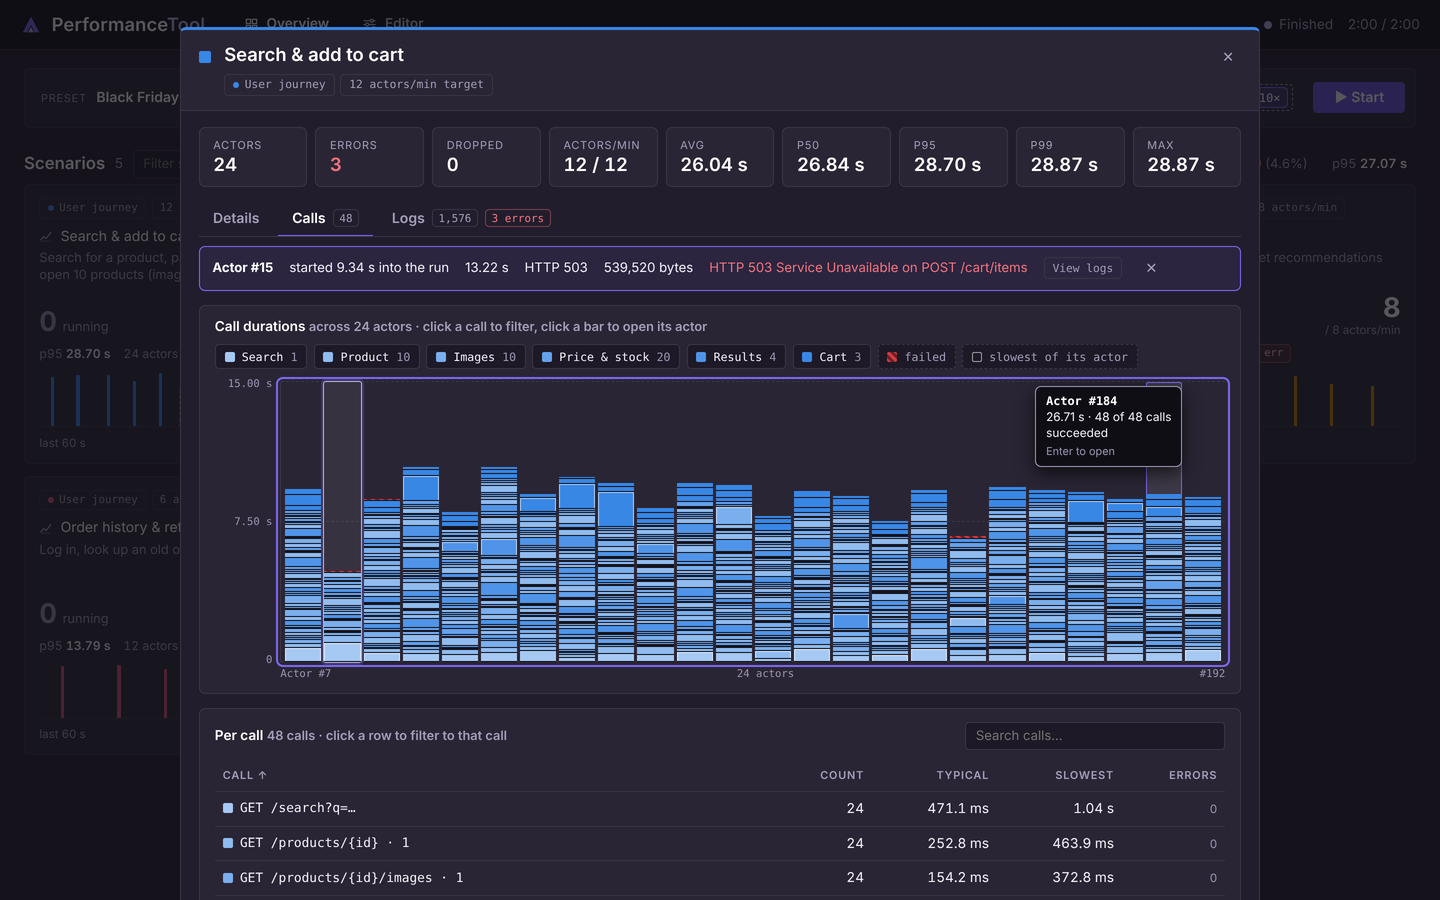 PerformanceTool
Overview
Editor
Finished 2:00 / 2:00
PRESET Black Friday
10×
Start
Scenarios 5
Filter
(4.6%) p95 27.07 s
User journey 12
Search & add to ca
Search for a product, p
open 10 products (imag
0 running
p95 28.70 s 24 actors
last 60 s
User journey 6 a
Order history & ret
Log in, look up an old o
0 running
p95 13.79 s 12 actors
last 60 s
8 actors/min
et recommendations
8
/ 8 actors/min
err
Search & add to cart
×
User journey
12 actors/min target
ACTORS
24
ERRORS
3
DROPPED
0
ACTORS/MIN
12 / 12
AVG
26.04 s
P50
26.84 s
P95
28.70 s
P99
28.87 s
MAX
28.87 s
Details
Calls 48
Logs 1,576 3 errors
Actor #15 started 9.34 s into the run 13.22 s HTTP 503 539,520 bytes HTTP 503 Service Unavailable on POST /cart/items View logs ×
Call durations across 24 actors · click a call to filter, click a bar to open its actor
Search 1
Product 10
Images 10
Price & stock 20
Results 4
Cart 3
failed
slowest of its actor
15.00 s
7.50 s
0
Actor #184
26.71 s · 48 of 48 calls
succeeded
Enter to open
Actor #7
24 actors
#192
Per call 48 calls · click a row to filter to that call
Search calls…
CALL ↑ COUNT TYPICAL SLOWEST ERRORS
GET /search?q=… 24 471.1 ms 1.04 s 0
GET /products/{id} · 1 24 252.8 ms 463.9 ms 0
GET /products/{id}/images · 1 24 154.2 ms 372.8 ms 0